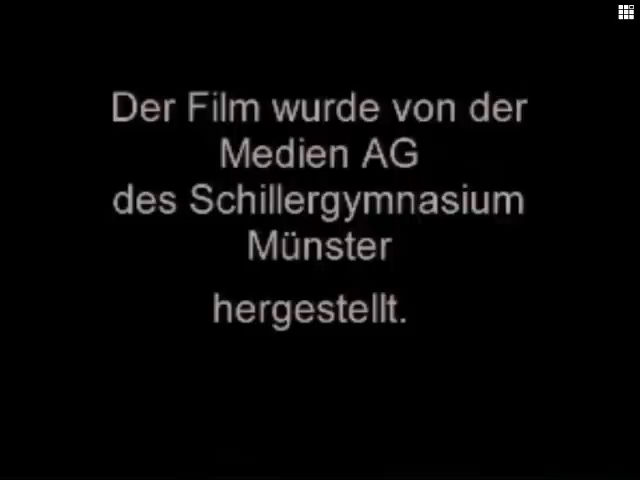 Der Film wurde von der
Medien AG
des Schillergymnasium
Münster
hergestellt.